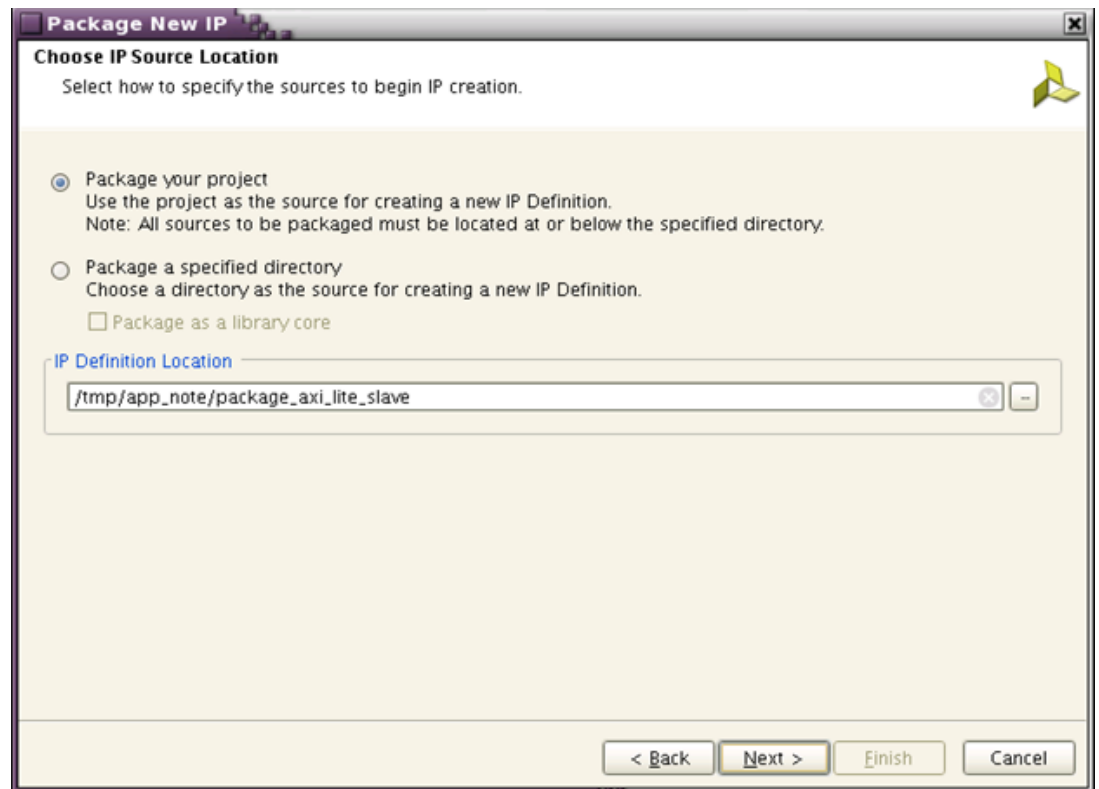 Package New IP
Choose IP Source Location
Select how to specify the sources to begin IP creation.
Package your project
Use the project as the source for creating a new IP Definition.
Note: All sources to be packaged must be located at or below the specified directory.
Package a specified directory
Choose a directory as the source for creating a new IP Definition.
Package as a library core
IP Definition Location
/tmp/app_note/package_axi_lite_slave
...
< Back Next > Finish Cancel